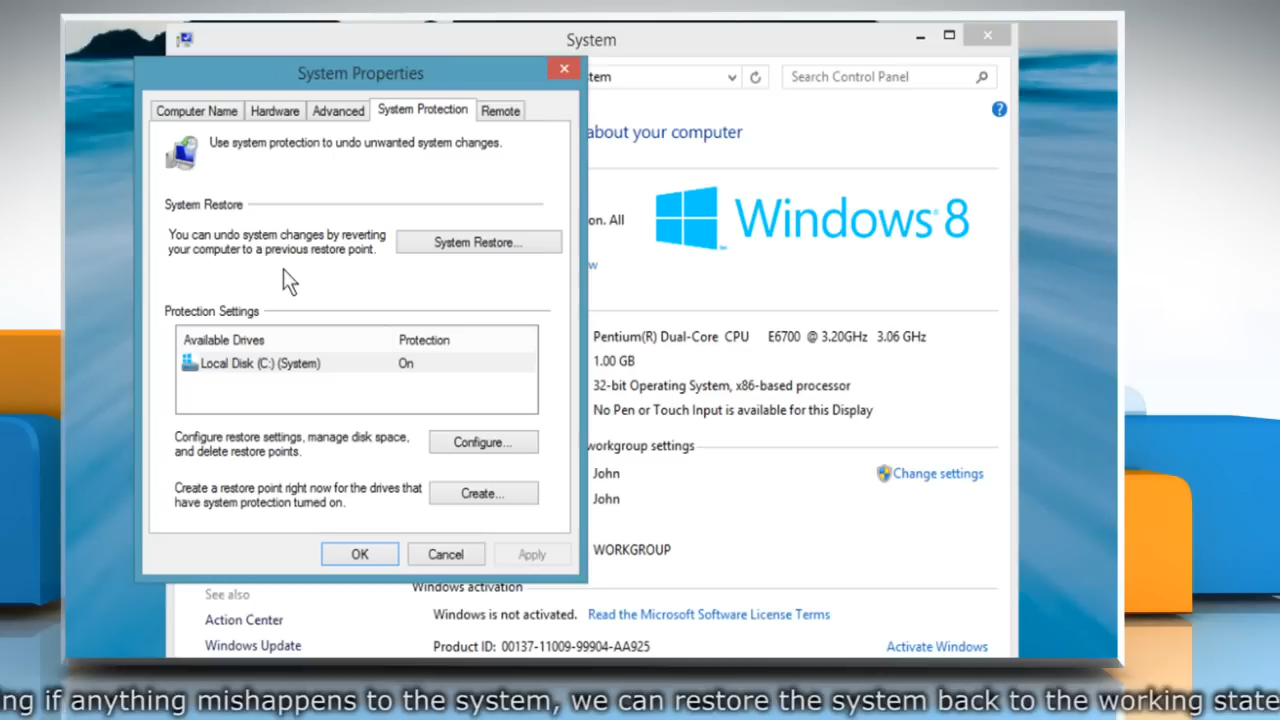 System
System Properties
tem
Search Control Panel
Computer Name
Hardware
Advanced
System Protection
Remote
Use system protection to undo unwanted system changes.
about your computer
System Restore
You can undo system changes by reverting
your computer to a previous restore point.
System Restore...
on. All
Windows® 8
w
Protection Settings
Available Drives Protection
Local Disk (C:) (System) On
Pentium(R) Dual-Core CPU E6700 @ 3.20GHz 3.06 GHz
1.00 GB
32-bit Operating System, x86-based processor
No Pen or Touch Input is available for this Display
Configure restore settings, manage disk space,
and delete restore points.
Configure...
workgroup settings
John
Change settings
Create a restore point right now for the drives that
have system protection turned on.
Create...
John
OK
Cancel
Apply
WORKGROUP
See also
Windows activation
Action Center
Windows is not activated. Read the Microsoft Software License Terms
Windows Update
Product ID: 00137-11009-99904-AA925
Activate Windows
ng if anything mishappens to the system, we can restore the system back to the working state